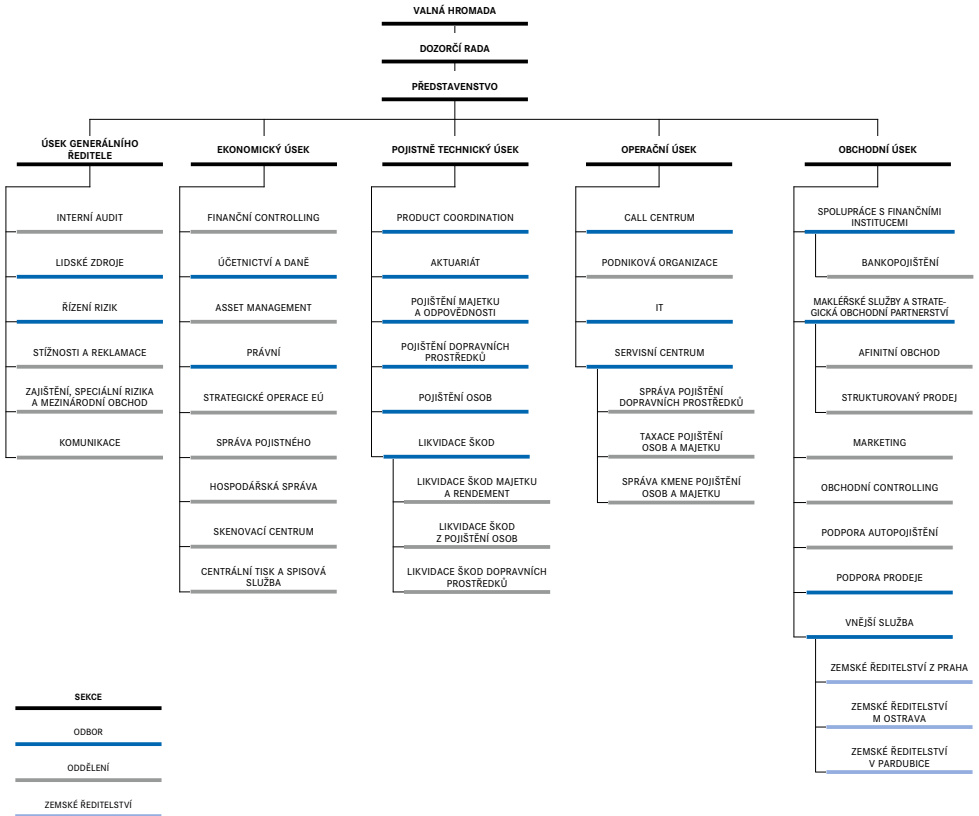 VALNÁ HROMADA
DOZORČÍ RADA
PŘEDSTAVENSTVO
ÚSEK GENERÁLNÍHO
ŘEDITELE
INTERNÍ AUDIT
LIDSKÉ ZDROJE
ŘÍZENÍ RIZIK
STÍŽNOSTI A REKLAMACE
ZAJIŠTĚNÍ, SPECIÁLNÍ RIZIKA
A MEZINÁRODNÍ OBCHOD
KOMUNIKACE
EKONOMICKÝ ÚSEK
FINANČNÍ CONTROLLING
ÚČETNICTVÍ A DANĚ
ASSET MANAGEMENT
PRÁVNÍ
STRATEGICKÉ OPERACE EÚ
SPRÁVA POJISTNÉHO
HOSPODÁŘSKÁ SPRÁVA
SKENOVACÍ CENTRUM
CENTRÁLNÍ TISK A SPISOVÁ
SLUŽBA
POJISTNĚ TECHNICKÝ ÚSEK
PRODUCT COORDINATION
AKTUARIÁT
POJIŠTĚNÍ MAJETKU
A ODPOVĚDNOSTI
POJIŠTĚNÍ DOPRAVNÍCH
PROSTŘEDKŮ
POJIŠTĚNÍ OSOB
LIKVIDACE ŠKOD
LIKVIDACE ŠKOD MAJETKU
A RENDEMENT
LIKVIDACE ŠKOD
Z POJIŠTĚNÍ OSOB
LIKVIDACE ŠKOD DOPRAVNÍCH
PROSTŘEDKŮ
OPERAČNÍ ÚSEK
CALL CENTRUM
PODNIKOVÁ ORGANIZACE
IT
SERVISNÍ CENTRUM
SPRÁVA POJIŠTĚNÍ
DOPRAVNÍCH PROSTŘEDKŮ
TAXACE POJIŠTĚNÍ
OSOB A MAJETKU
SPRÁVA KMENE POJIŠTĚNÍ
OSOB A MAJETKU
OBCHODNÍ ÚSEK
SPOLUPRÁCE S FINANČNÍMI
INSTITUCEMI
BANKOPOJIŠTĚNÍ
MAKLÉŘSKÉ SLUŽBY A STRATE-
GICKÁ OBCHODNÍ PARTNERSTVÍ
AFINITNÍ OBCHOD
STRUKTUROVANÝ PRODEJ
MARKETING
OBCHODNÍ CONTROLLING
PODPORA AUTOPOJIŠTĚNÍ
PODPORA PRODEJE
VNĚJŠÍ SLUŽBA
ZEMSKÉ ŘEDITELSTVÍ Z PRAHA
ZEMSKÉ ŘEDITELSTVÍ
M OSTRAVA
ZEMSKÉ ŘEDITELSTVÍ
V PARDUBICE
SEKCE
ODBOR
ODDĚLENÍ
ZEMSKÉ ŘEDITELSTVÍ